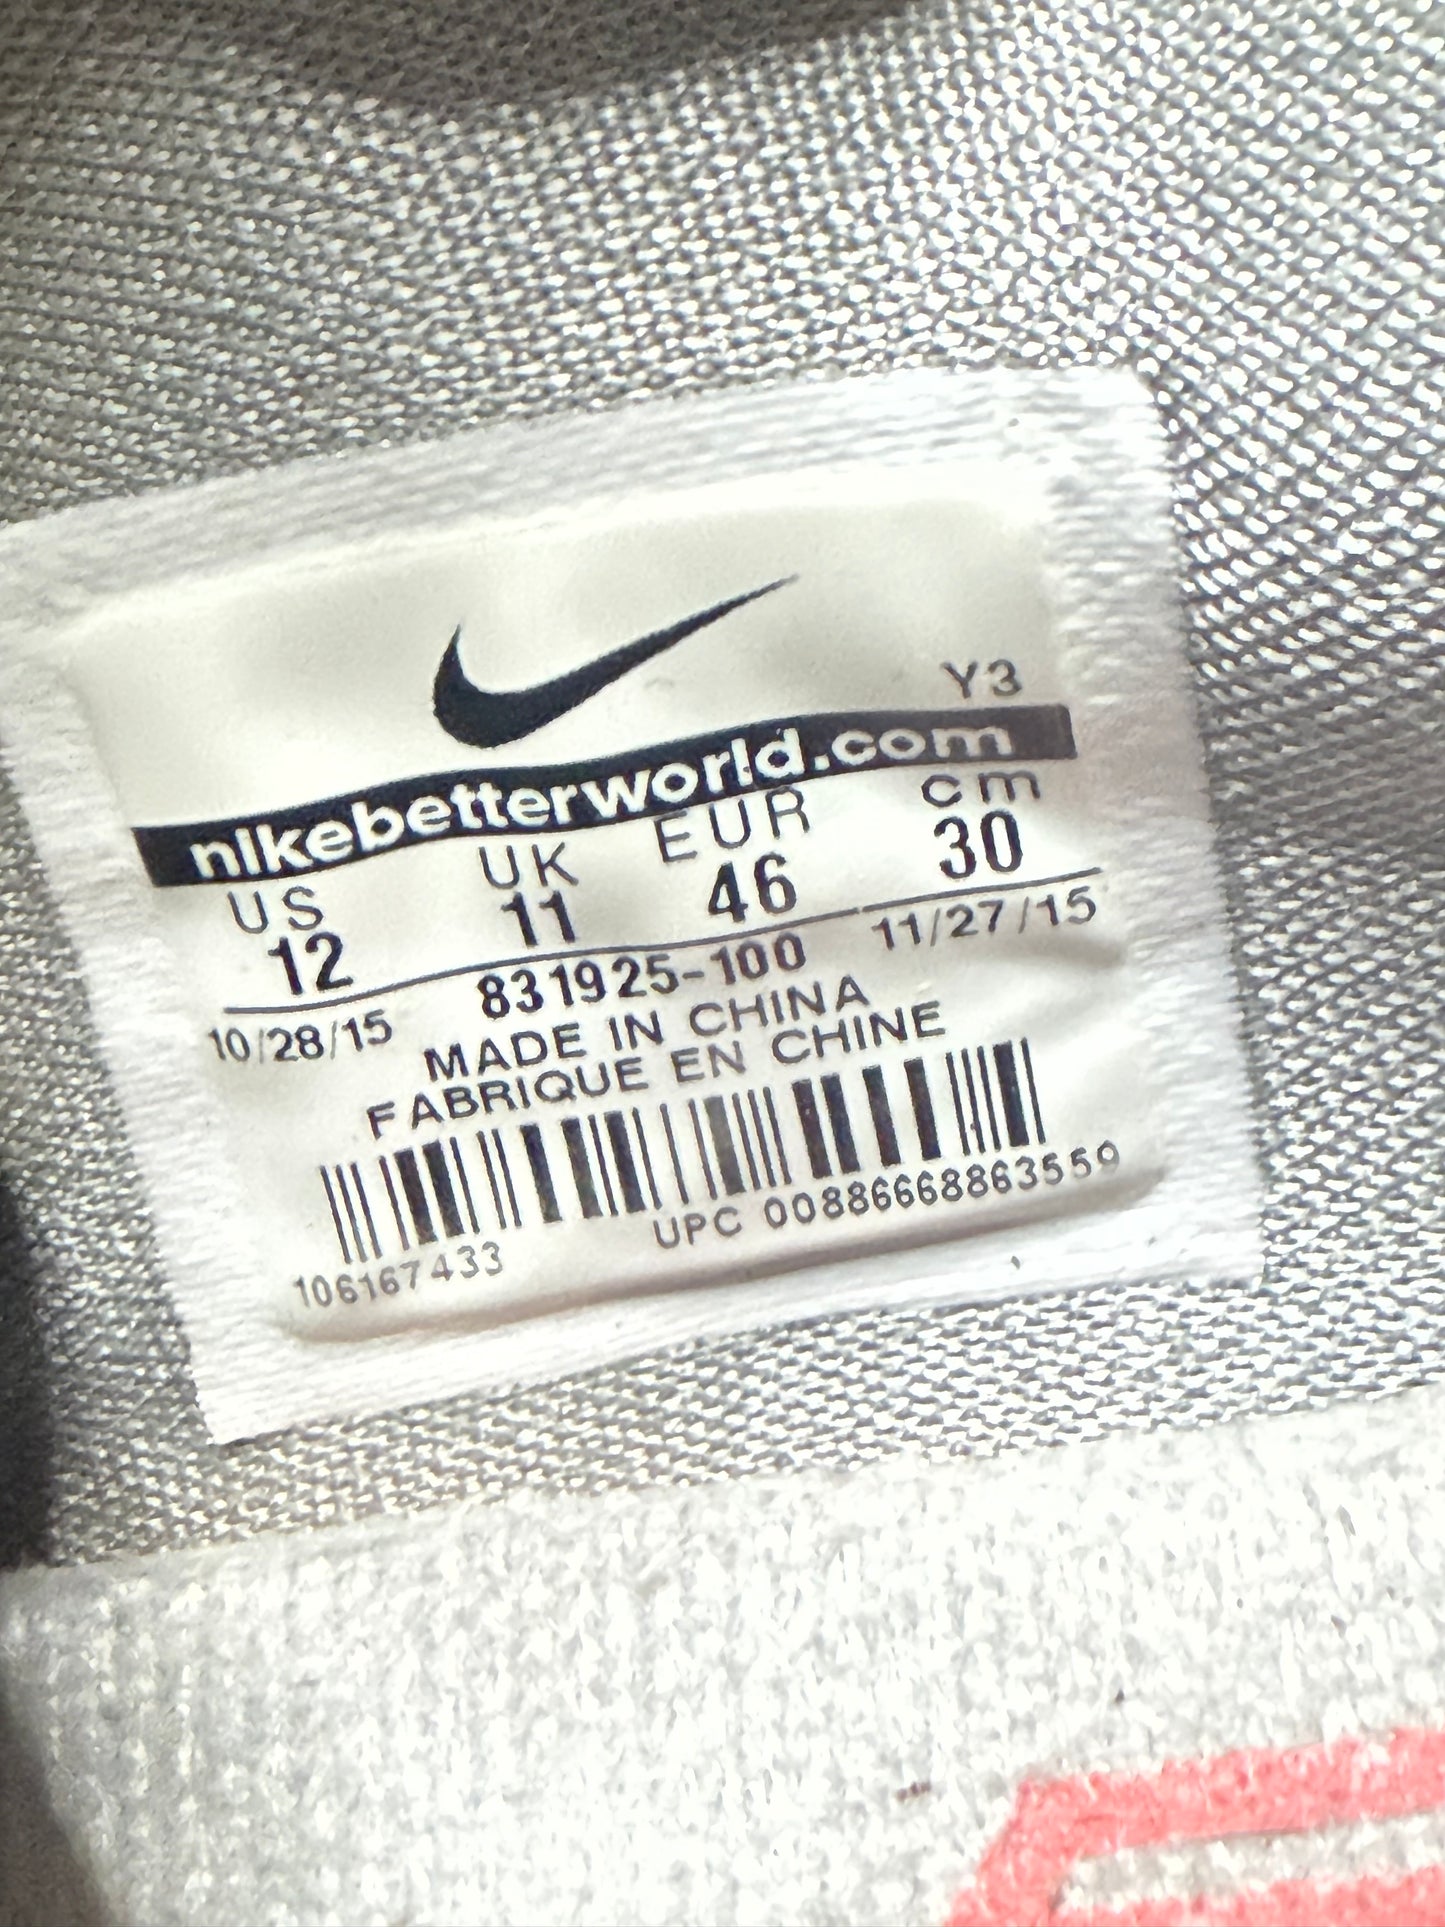 Y3
nikebetterworld.com
US UK EUR cm
12 11 46 30
10/28/15 831925-100 11/27/15
MADE IN CHINA
FABRIQUE EN CHINE
106167433 UPC 00886668863559